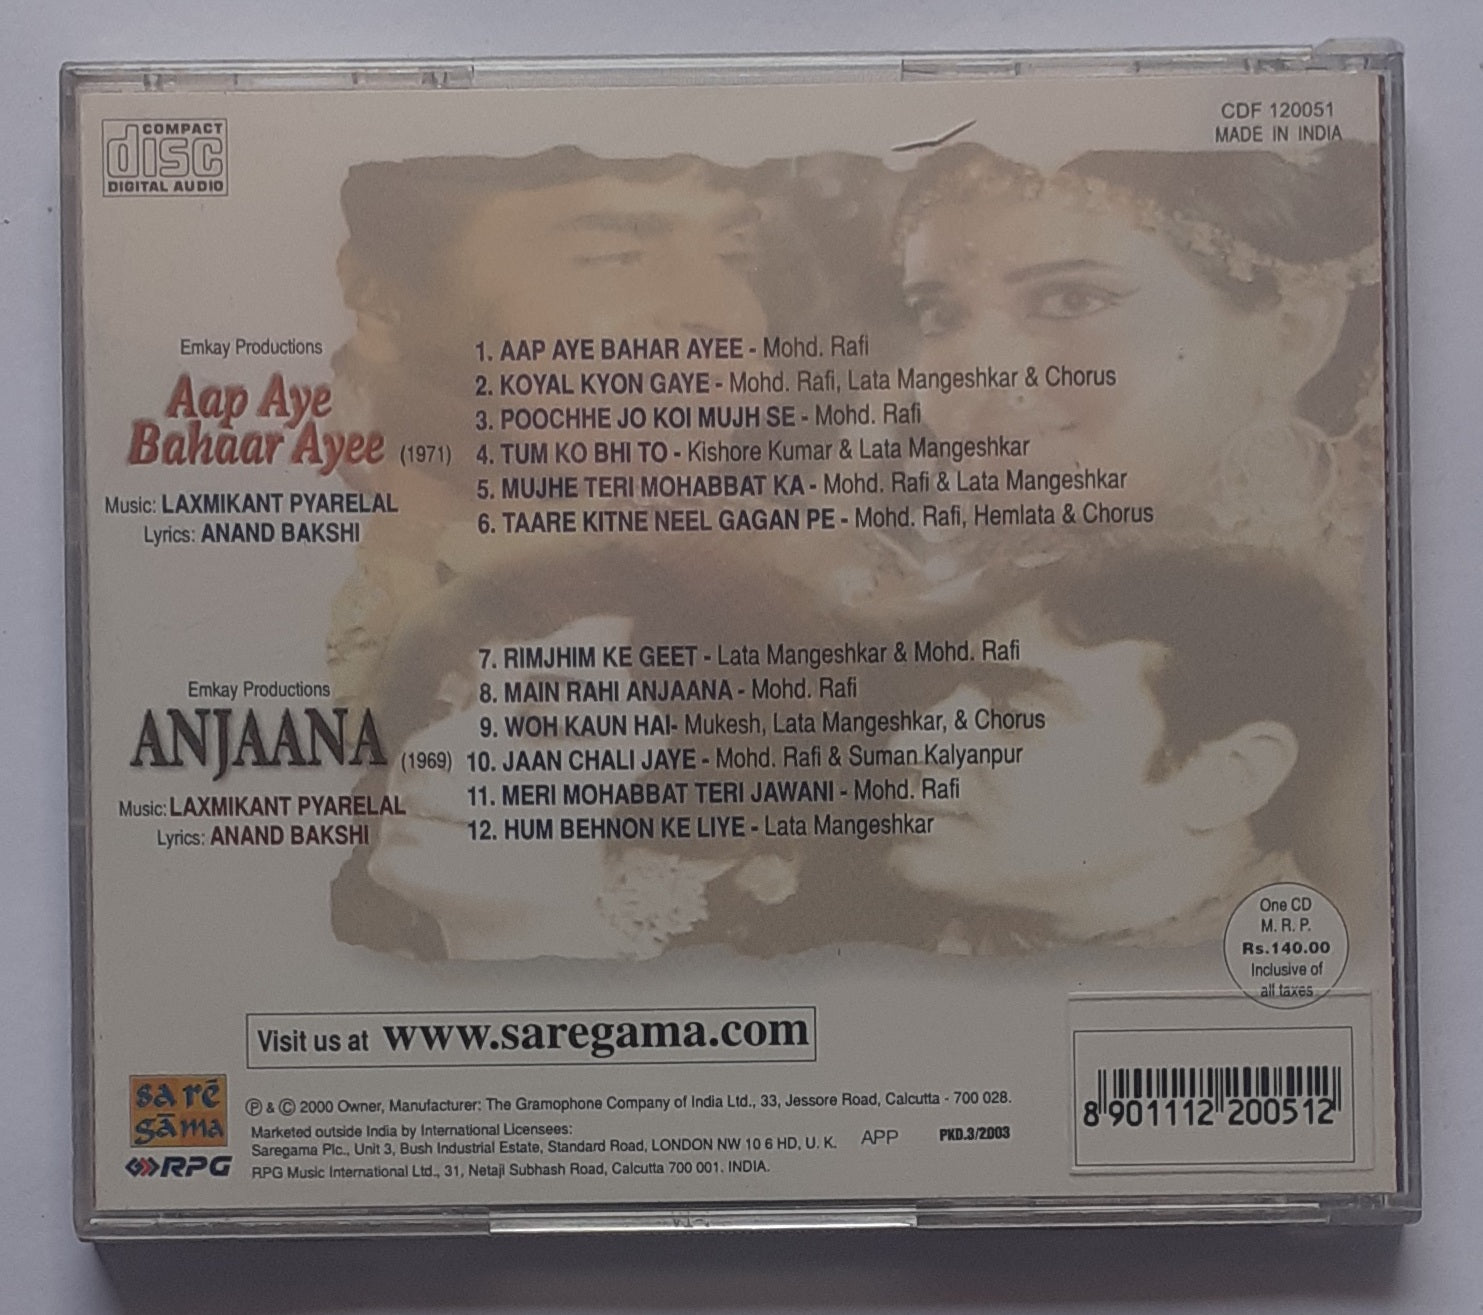 COMPACT
disc
DIGITAL AUDIO
CDF 120051
MADE IN INDIA
Emkay Productions
Aap Aye
Bahaar Ayee (1971)
Music: LAXMIKANT PYARELAL
Lyrics: ANAND BAKSHI
1. AAP AYE BAHAR AYEE - Mohd. Rafi
2. KOYAL KYON GAYE - Mohd. Rafi, Lata Mangeshkar & Chorus
3. POOCHHE JO KOI MUJH SE - Mohd. Rafi
4. TUM KO BHI TO - Kishore Kumar & Lata Mangeshkar
5. MUJHE TERI MOHABBAT KA - Mohd. Rafi & Lata Mangeshkar
6. TAARE KITNE NEEL GAGAN PE - Mohd. Rafi, Hemlata & Chorus
Emkay Productions
ANJAANA (1969)
Music: LAXMIKANT PYARELAL
Lyrics: ANAND BAKSHI
7. RIMJHIM KE GEET - Lata Mangeshkar & Mohd. Rafi
8. MAIN RAHI ANJAANA - Mohd. Rafi
9. WOH KAUN HAI- Mukesh, Lata Mangeshkar, & Chorus
10. JAAN CHALI JAYE - Mohd. Rafi & Suman Kalyanpur
11. MERI MOHABBAT TERI JAWANI - Mohd. Rafi
12. HUM BEHNON KE LIYE - Lata Mangeshkar
One CD
M. R. P.
Rs.140.00
Inclusive of
all taxes
Visit us at www.saregama.com
sa rē
gāma
RPG
℗ & © 2000 Owner, Manufacturer: The Gramophone Company of India Ltd., 33, Jessore Road, Calcutta - 700 028.
Marketed outside India by International Licensees:
Saregama Plc., Unit 3, Bush Industrial Estate, Standard Road, LONDON NW 10 6 HD, U. K.
RPG Music International Ltd., 31, Netaji Subhash Road, Calcutta 700 001. INDIA.
APP
PKD.3/2003
8 901112 200512